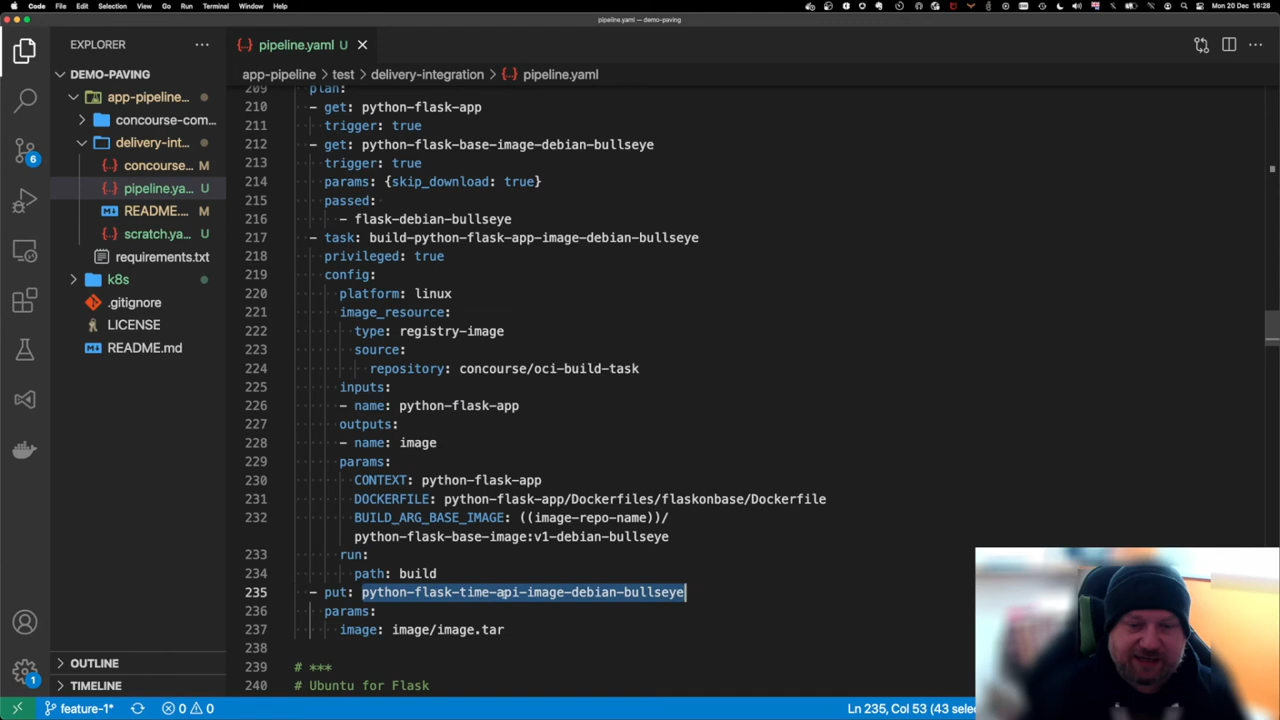 Code File Edit Selection View Go Run Terminal Window Help
Mon 20 Dec 16:28
pipeline.yaml — demo-paving
EXPLORER
pipeline.yaml U
DEMO-PAVING
app-pipeline > test > delivery-integration > pipeline.yaml
app-pipeline...
concourse-com...
delivery-int...
concourse... M
pipeline.ya... U
README.... M
scratch.ya... U
requirements.txt
k8s
.gitignore
LICENSE
README.md
209 plan:
210 - get: python-flask-app
211 trigger: true
212 - get: python-flask-base-image-debian-bullseye
213 trigger: true
214 params: {skip_download: true}
215 passed:
216 - flask-debian-bullseye
217 - task: build-python-flask-app-image-debian-bullseye
218 privileged: true
219 config:
220 platform: linux
221 image_resource:
222 type: registry-image
223 source:
224 repository: concourse/oci-build-task
225 inputs:
226 - name: python-flask-app
227 outputs:
228 - name: image
229 params:
230 CONTEXT: python-flask-app
231 DOCKERFILE: python-flask-app/Dockerfiles/flaskonbase/Dockerfile
232 BUILD_ARG_BASE_IMAGE: ((image-repo-name))/
python-flask-base-image:v1-debian-bullseye
233 run:
234 path: build
235 - put: python-flask-time-api-image-debian-bullseye
236 params:
237 image: image/image.tar
238
239 # ***
240 # Ubuntu for Flask
6
1
OUTLINE
TIMELINE
feature-1* 0 0
Ln 235, Col 53 (43 selec